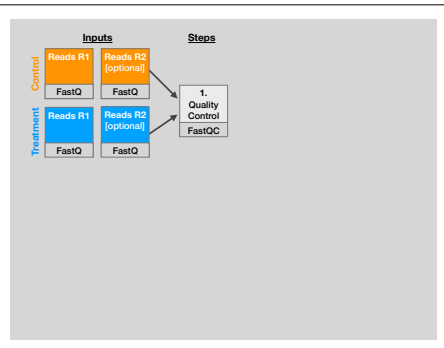 Inputs
Steps
Control
Reads R1
FastQ
Reads R2
[optional]
FastQ
Treatment
Reads R1
FastQ
Reads R2
[optional]
FastQ
1.
Quality
Control
FastQC